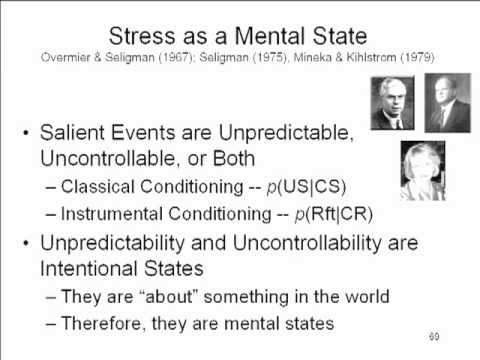 Stress as a Mental State
Overmier & Seligman (1967); Seligman (1975), Mineka & Kihlstrom (1979)
• Salient Events are Unpredictable,
Uncontrollable, or Both
– Classical Conditioning -- p(US|CS)
– Instrumental Conditioning -- p(Rft|CR)
• Unpredictability and Uncontrollability are
Intentional States
– They are “about” something in the world
– Therefore, they are mental states
69